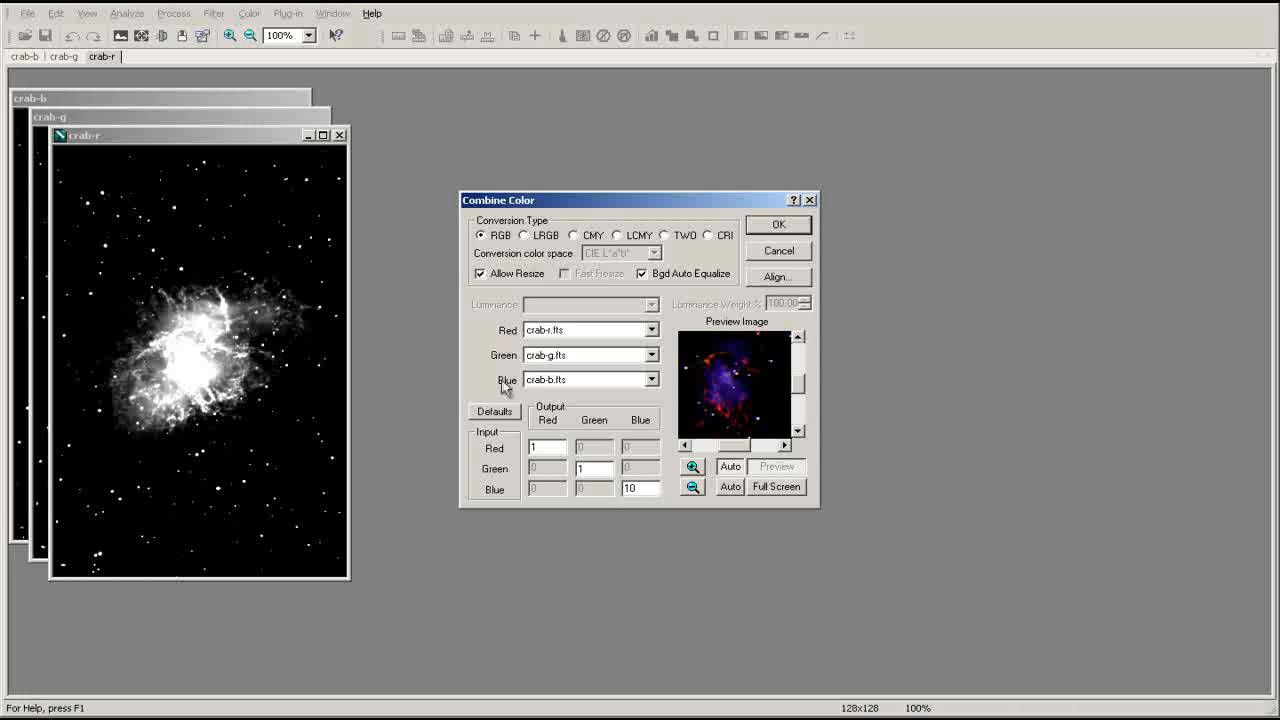 File Edit View Analyze Process Filter Color Plug-in Window Help
100%
crab-b crab-g crab-r
crab-b
crab-g
crab-r
Combine Color
Conversion Type
RGB LRGB CMY LCMY TWO CRI
Conversion color space CIE L*a*b*
Allow Resize Fast Resize Bgd Auto Equalize
OK
Cancel
Align...
Luminance Luminance Weight % 100.00
Preview Image
Red crab-r.fts
Green crab-g.fts
Blue crab-b.fts
Defaults Output
Red Green Blue
Input
Red 1 0 0
Green 0 1 0
Blue 0 0 10
Auto Preview
Auto Full Screen
For Help, press F1 128x128 100%